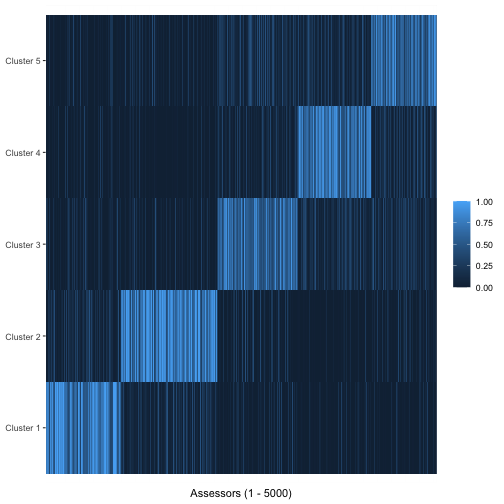 Cluster 5
Cluster 4
Cluster 3
Cluster 2
Cluster 1
1.00
0.75
0.50
0.25
0.00
Assessors (1 - 5000)